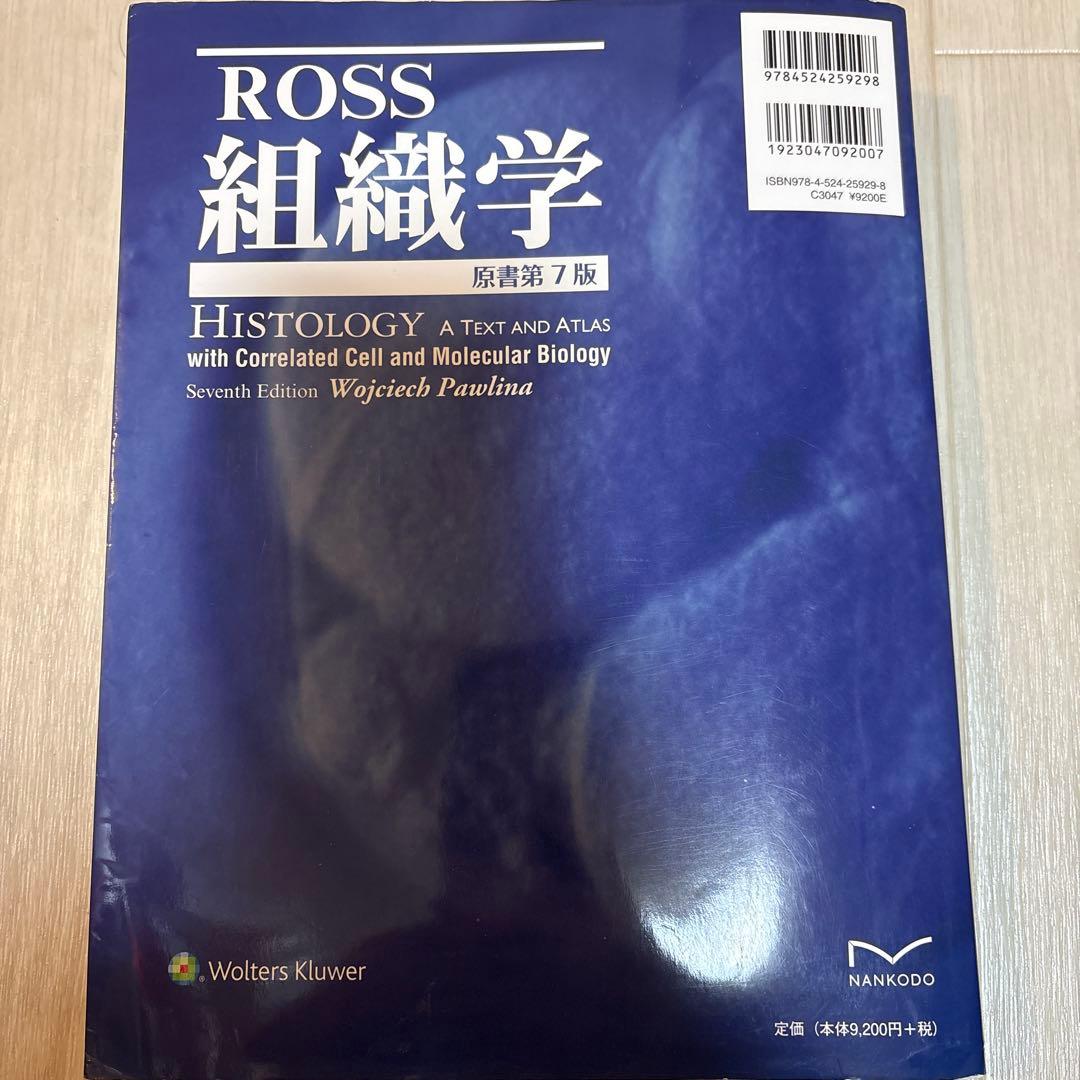 ROSS
組織学
原書第7版
HISTOLOGY A TEXT AND ATLAS
with Correlated Cell and Molecular Biology
Seventh Edition Wojciech Pawlina
9784524259298
1923047092007
ISBN978-4-524-25929-8
C3047 ¥9200E
Wolters Kluwer
NANKODO
定価（本体9,200円＋税）